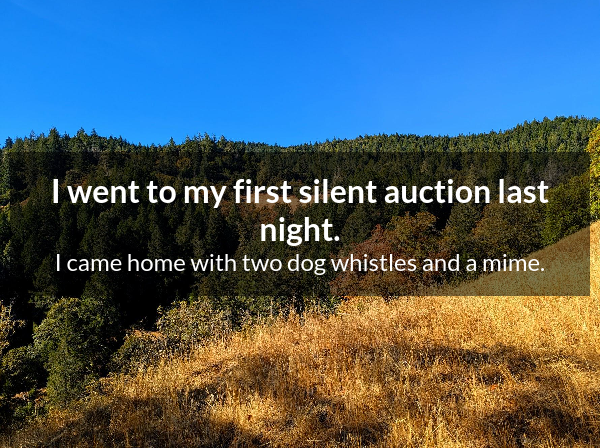 I went to my first silent auction last
night.
I came home with two dog whistles and a mime.